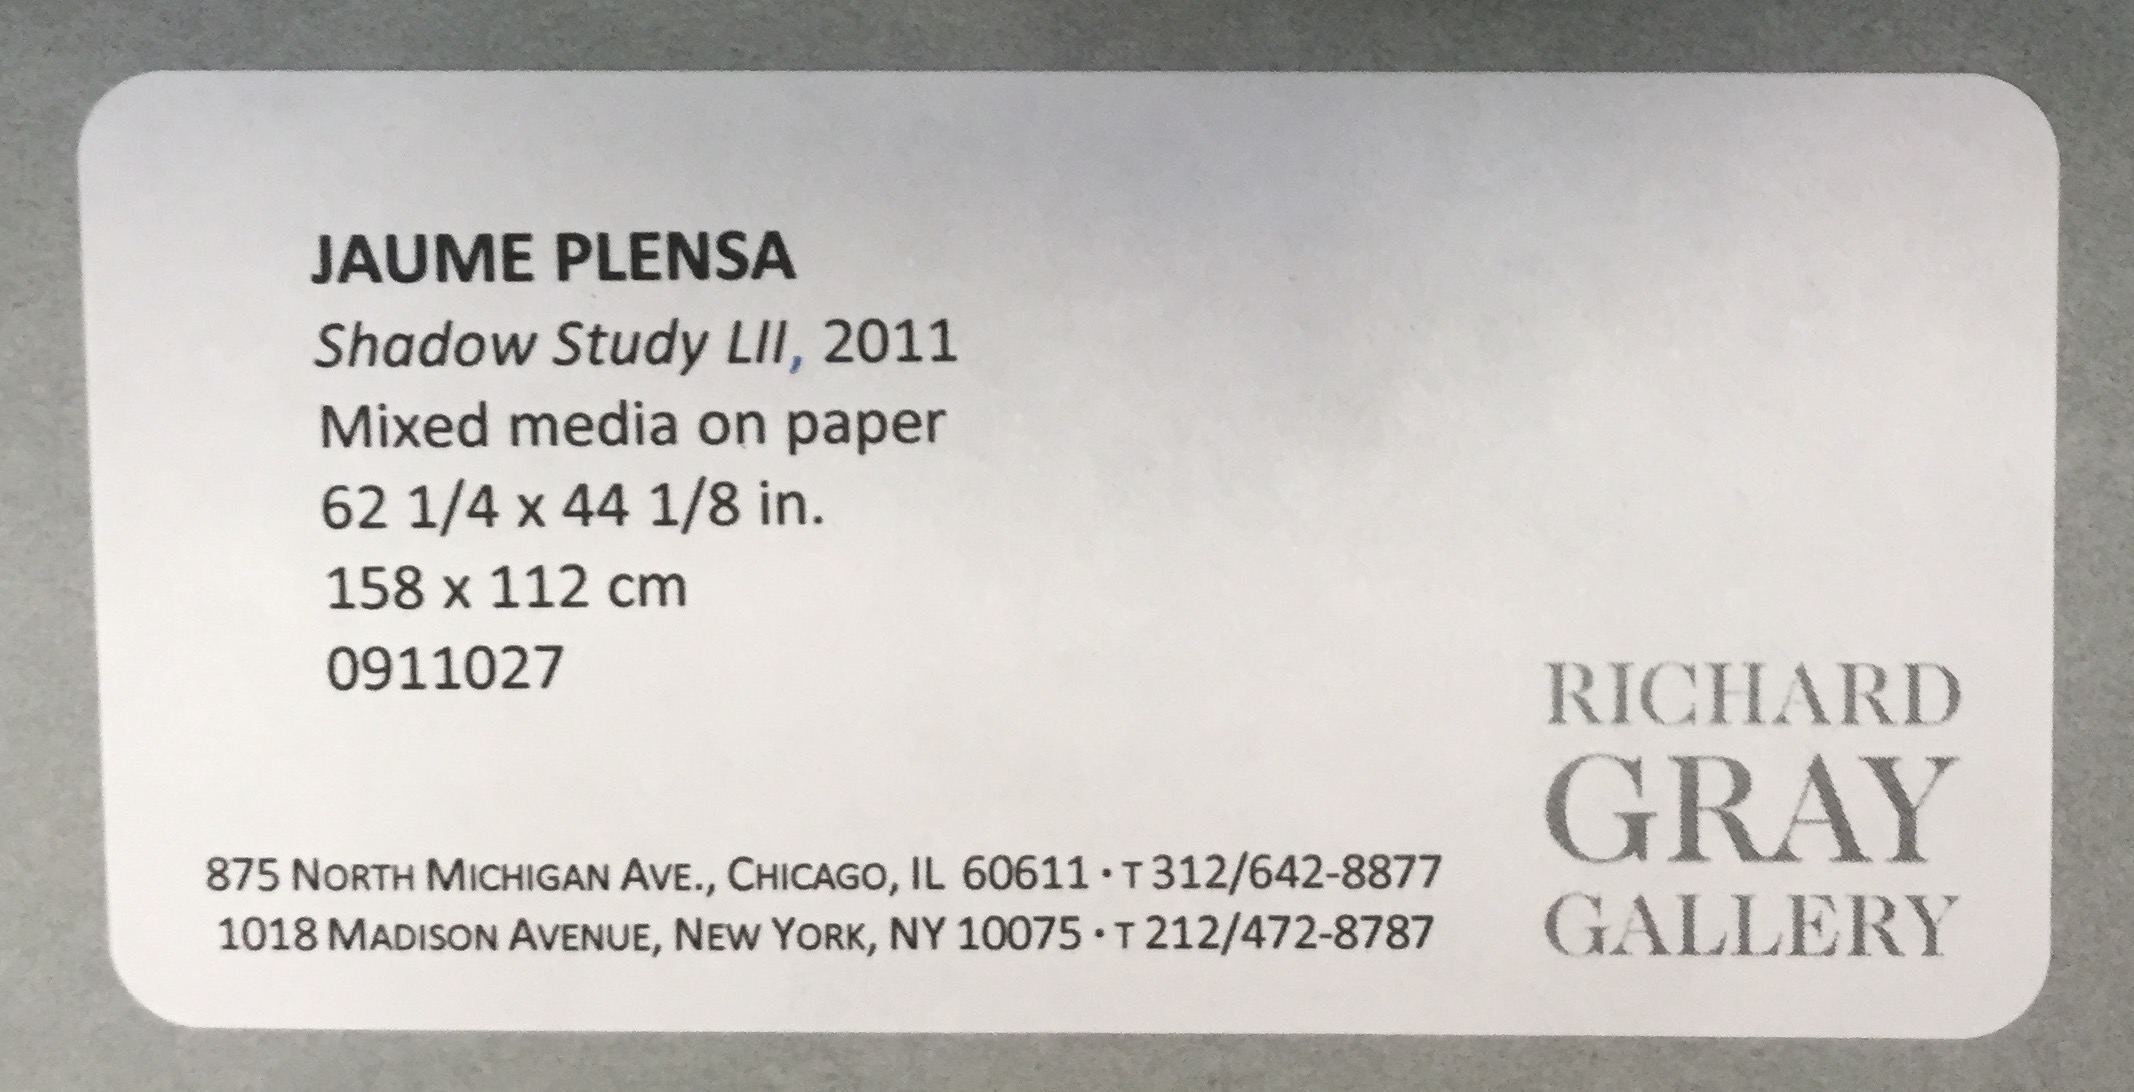 JAUME PLENSA
Shadow Study LII, 2011
Mixed media on paper
62 1/4 x 44 1/8 in.
158 x 112 cm
0911027
875 NORTH MICHIGAN AVE., CHICAGO, IL 60611 · T 312/642-8877
1018 MADISON AVENUE, NEW YORK, NY 10075 · T 212/472-8787
RICHARD
GRAY
GALLERY